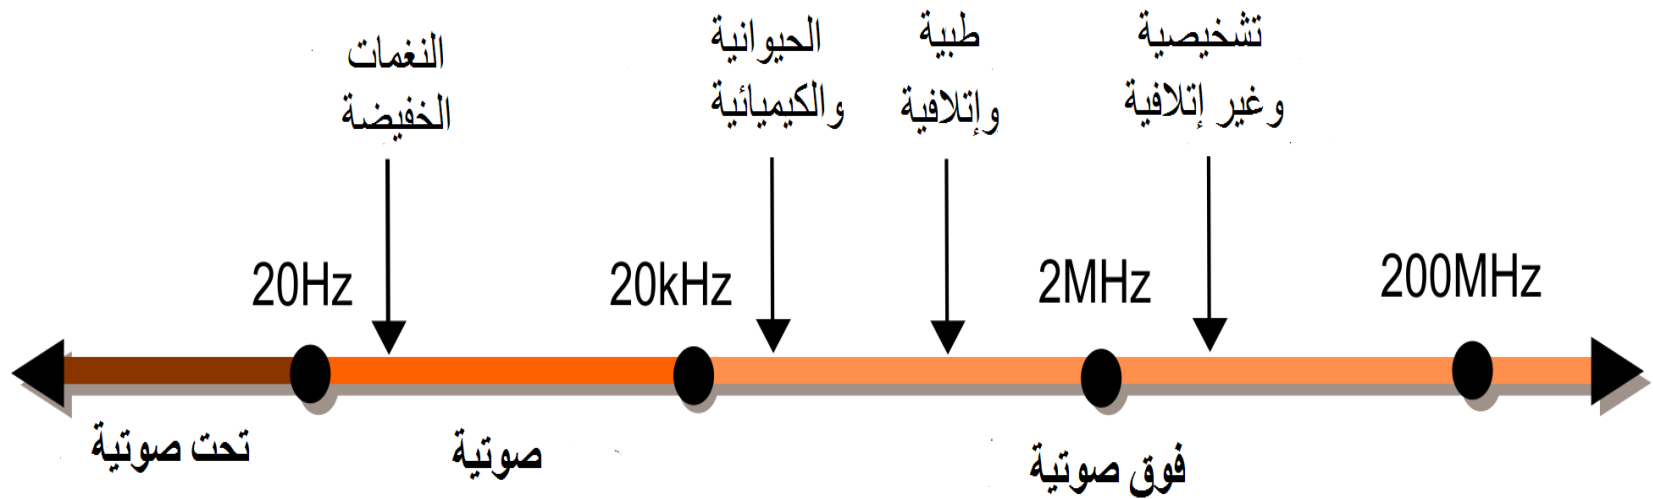 النغمات
الخفيضة
الحيوانية
والكيميائية
طبية
وإتلافية
تشخيصية
وغير إتلافية
20Hz
20kHz
2MHz
200MHz
تحت صوتية
صوتية
فوق صوتية